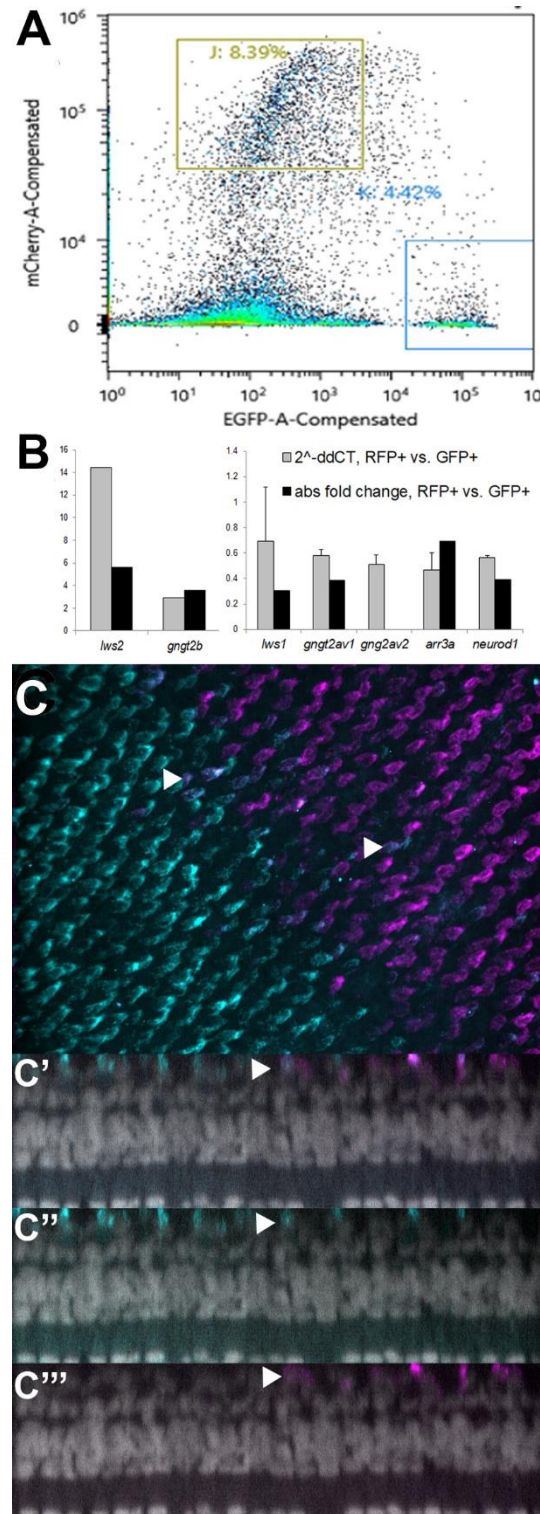 A
J: 8.39%
K: 4.42%
mCherry-A-Compensated
10^6
10^5
10^4
0
10^0 10^1 10^2 10^3 10^4 10^5 10^6
EGFP-A-Compensated
B
16
14
12
10
8
6
4
2
0
lws2 gngt2b
1.4
1.2
1
0.8
0.6
0.4
0.2
0
2^-ddCT, RFP+ vs. GFP+
abs fold change, RFP+ vs. GFP+
lws1 gngt2av1 gng2av2 arr3a neurod1
C
C'
C''
C'''